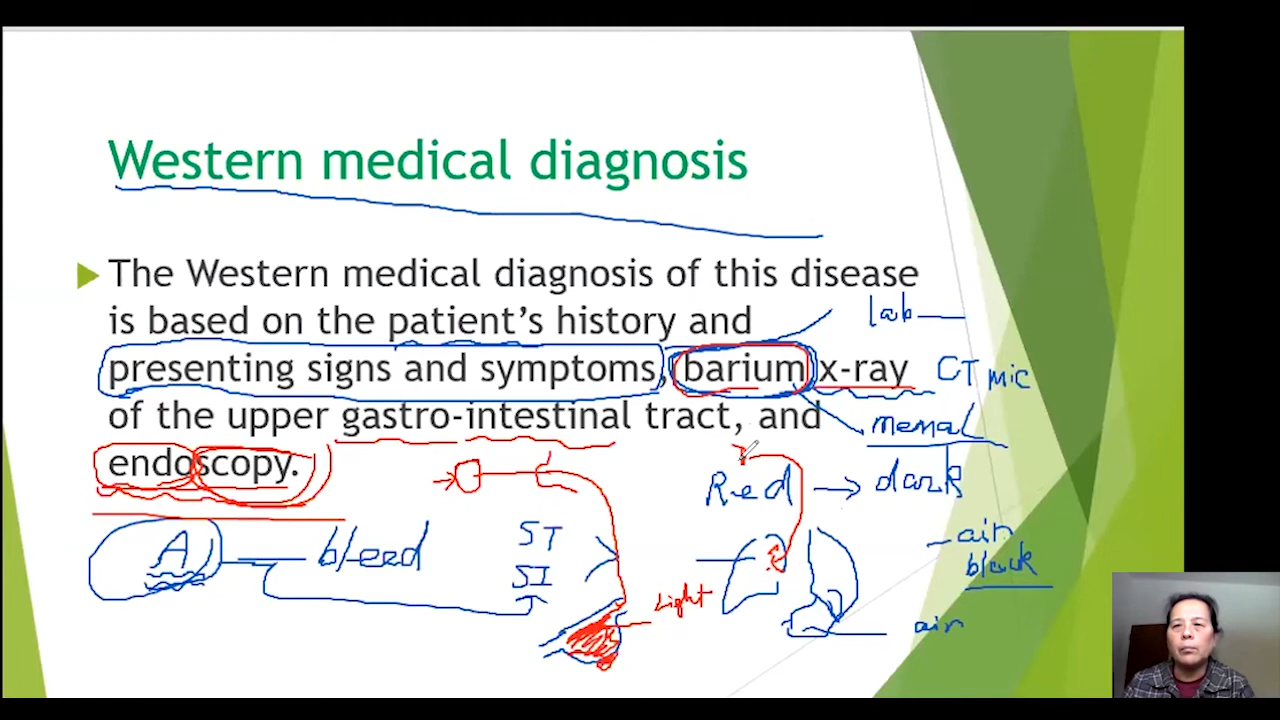 Western medical diagnosis
The Western medical diagnosis of this disease
is based on the patient's history and
lab
presenting signs and symptoms, barium x-ray
CT mic
of the upper gastro-intestinal tract, and
endoscopy.
Red → dark
A bleed
ST
SI
air
black
Light
air